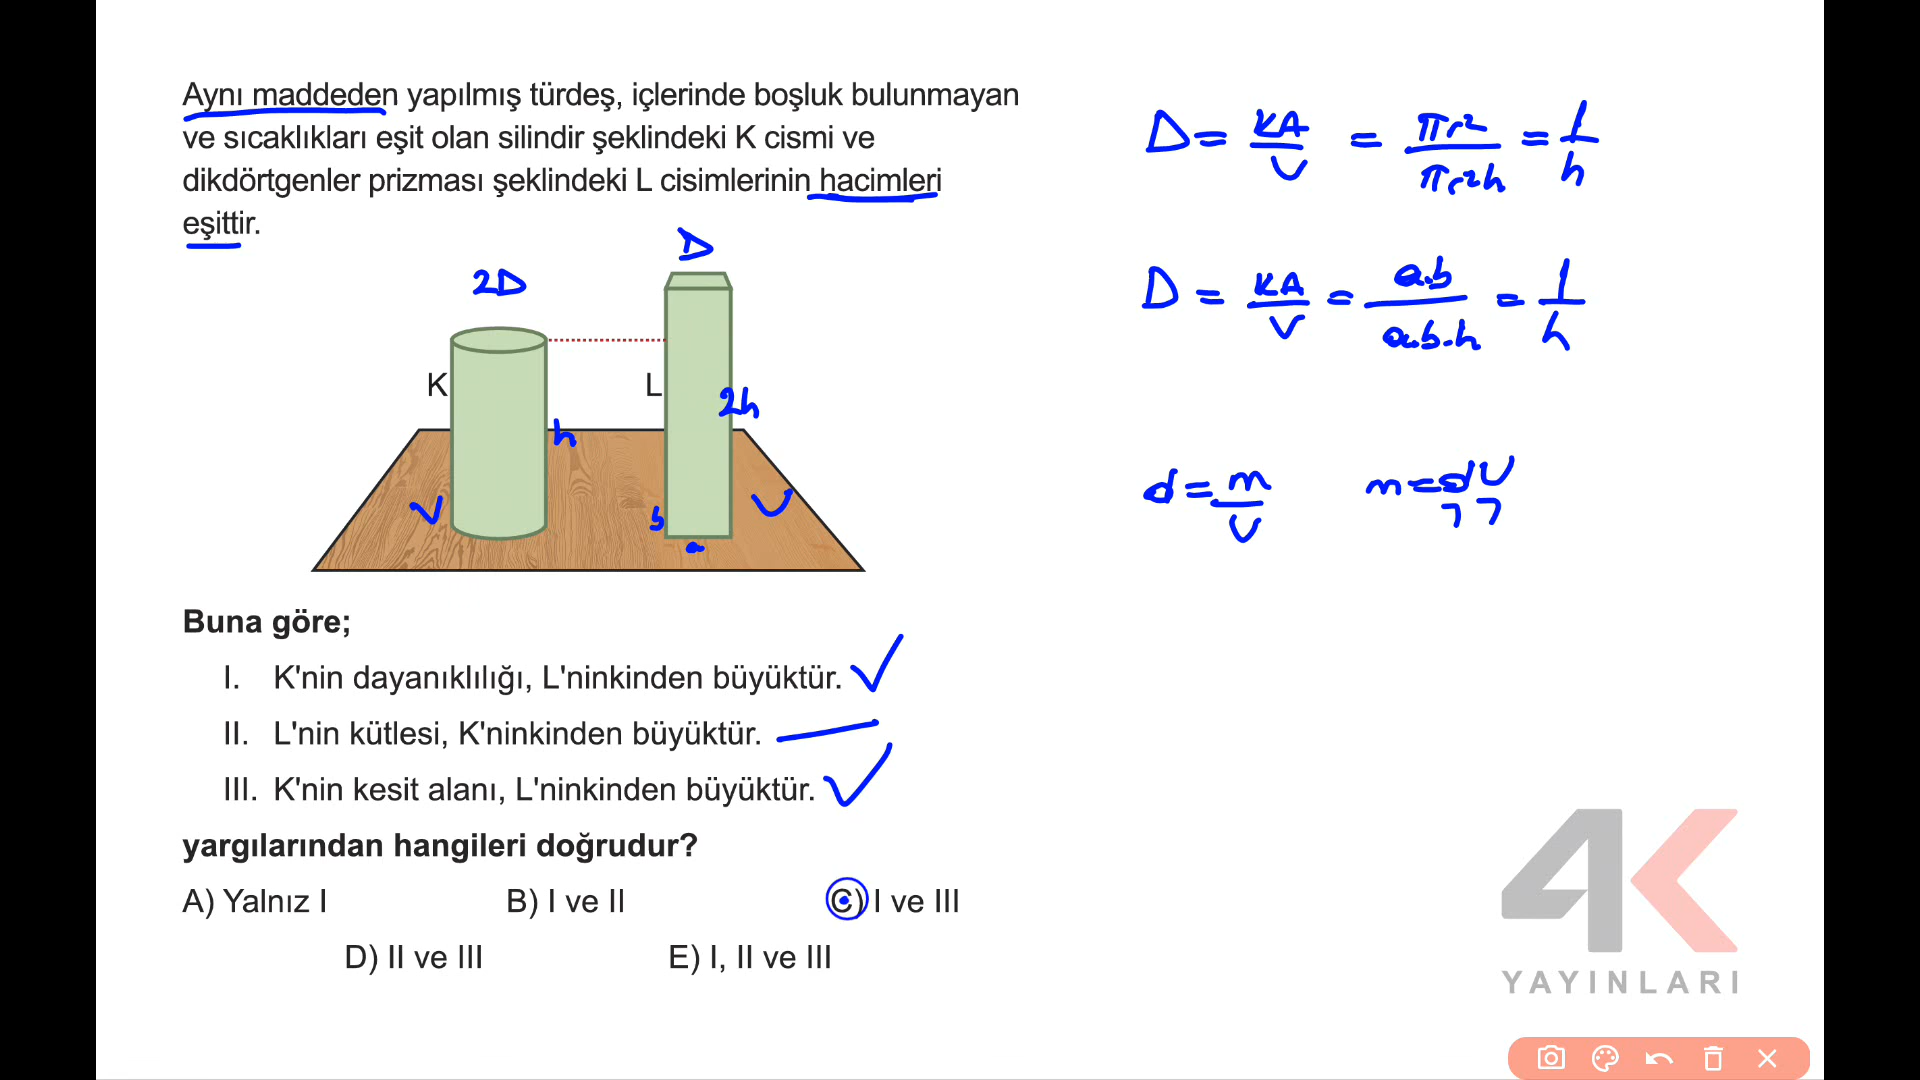 Aynı maddeden yapılmış türdeş, içlerinde boşluk bulunmayan
ve sıcaklıkları eşit olan silindir şeklindeki K cismi ve
dikdörtgenler prizması şeklindeki L cisimlerinin hacimleri
eşittir.
2D
D
K
L
h
2h
V
V
b
a
Buna göre;
I. K'nin dayanıklılığı, L'ninkinden büyüktür.
II. L'nin kütlesi, K'ninkinden büyüktür.
III. K'nin kesit alanı, L'ninkinden büyüktür.
yargılarından hangileri doğrudur?
A) Yalnız I B) I ve II C) I ve III
D) II ve III E) I, II ve III
D = KA/V = πr²/πr²h = 1/h
D = KA/V = a.b/a.b.h = 1/h
d = m/V m = dV
4K
YAYINLARI